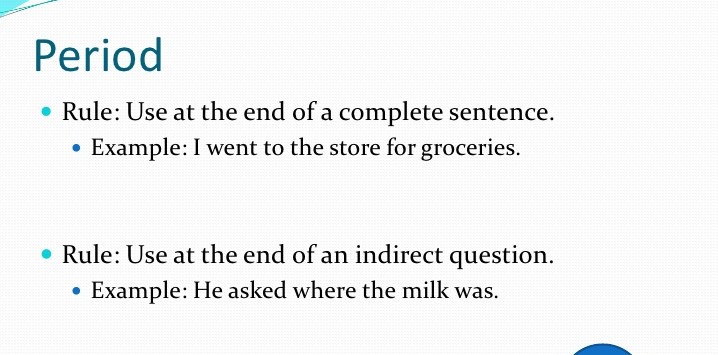 Period
Rule: Use at the end of a complete sentence.
Example: I went to the store for groceries.
Rule: Use at the end of an indirect question.
Example: He asked where the milk was.